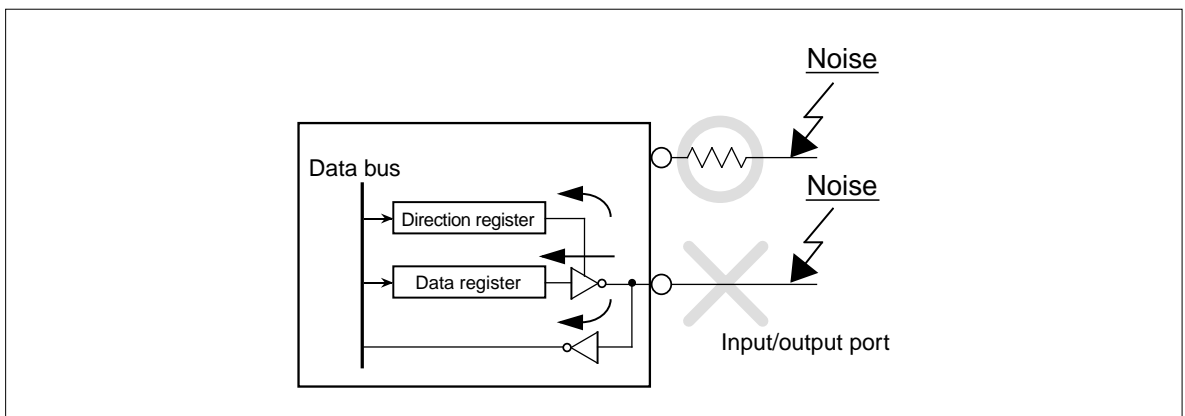 Noise
Data bus
Noise
Direction register
Data register
Input/output port